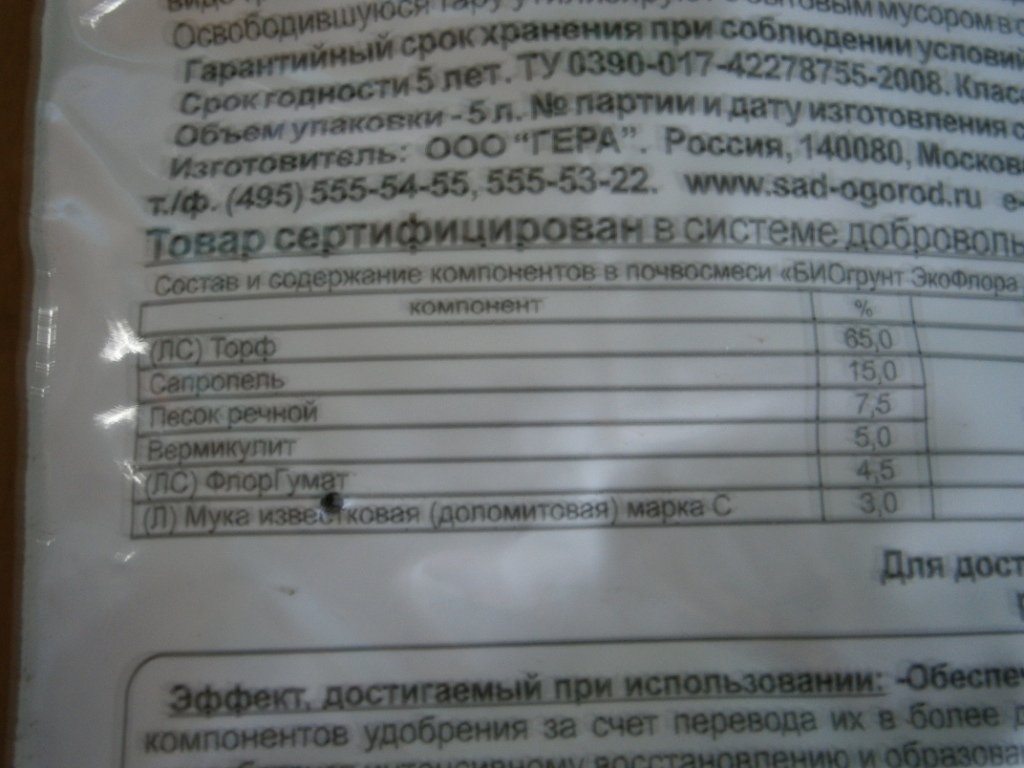 Освободившуюся тару утилизируют с бытовым мусором в
Гарантийный срок хранения при соблюдении условий
Срок годности 5 лет. ТУ 0390-017-42278755-2008. Класс
Объем упаковки - 5 л. № партии и дату изготовления с
Изготовитель: ООО "ГЕРА". Россия, 140080, Москов
т./ф. (495) 555-54-55, 555-53-22. www.sad-ogorod.ru e-
Товар сертифицирован в системе доброволь
Состав и содержание компонентов в почвосмеси «БИОгрунт ЭкоФлора
компонент %
(ЛС) Торф 65,0
Сапропель 15,0
Песок речной 7,5
Вермикулит 5,0
(ЛС) ФлорГумат 4,5
(Л) Мука известковая (доломитовая) марка С 3,0
Для дост
Эффект, достигаемый при использовании: -Обеспеч
компонентов удобрения за счет перевода их в более д
интенсивному восстановлению и образова